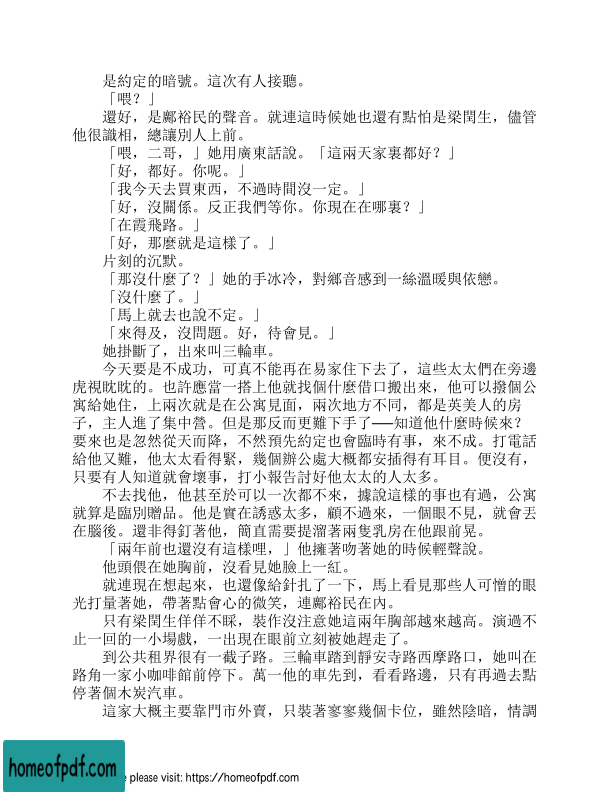 是約定的暗號。這次有人接聽。
「喂？」
還好，是鄺裕民的聲音。就連這時候她也還有點怕是梁閏生，儘管
他很識相，總讓別人上前。
「喂，二哥，」她用廣東話說。「這兩天家裏都好？」
「好，都好。你呢。」
「我今天去買東西，不過時間沒一定。」
「好，沒關係。反正我們等你。你現在在哪裏？」
「在霞飛路。」
「好，那麼就是這樣了。」
片刻的沉默。
「那沒什麼了？」她的手冰冷，對鄉音感到一絲溫暖與依戀。
「沒什麼了。」
「馬上就去也說不定。」
「來得及，沒問題。好，待會見。」
她掛斷了，出來叫三輪車。
今天要是不成功，可真不能再在易家住下去了，這些太太們在旁邊
虎視眈眈的。也許應當一搭上他就找個什麼借口搬出來，他可以撥個公
寓給她住，上兩次就是在公寓見面，兩次地方不同，都是英美人的房
子，主人進了集中營。但是那反而更難下手了──知道他什麼時候來？
要來也是忽然從天而降，不然預先約定也會臨時有事，來不成。打電話
給他又難，他太太看得緊，幾個辦公處大概都安插得有耳目。便沒有，
只要有人知道就會壞事，打小報告討好他太太的人太多。
不去找他，他甚至於可以一次都不來，據說這樣的事也有過，公寓
就算是臨別贈品。他是實在誘惑太多，顧不過來，一個眼不見，就會丟
在腦後。還非得釘著他，簡直需要提溜著兩隻乳房在他跟前晃。
「兩年前也還沒有這樣哩，」他擁著吻著她的時候輕聲說。
他頭偎在她胸前，沒看見她臉上一紅。
就連現在想起來，也還像給針扎了一下，馬上看見那些人可憎的眼
光打量著她，帶著點會心的微笑，連鄺裕民在內。
只有梁閏生佯佯不睬，裝作沒注意她這兩年胸部越來越高。演過不
止一回的一小場戲，一出現在眼前立刻被她趕走了。
到公共租界很有一截子路。三輪車踏到靜安寺路西摩路口，她叫在
路角一家小咖啡館前停下。萬一他的車先到，看看路邊，只有再過去點
停著個木炭汽車。
這家大概主要靠門市外賣，只裝著寥寥幾個卡位，雖然陰暗，情調
homeofpdf.com
e please visit: https://homeofpdf.com